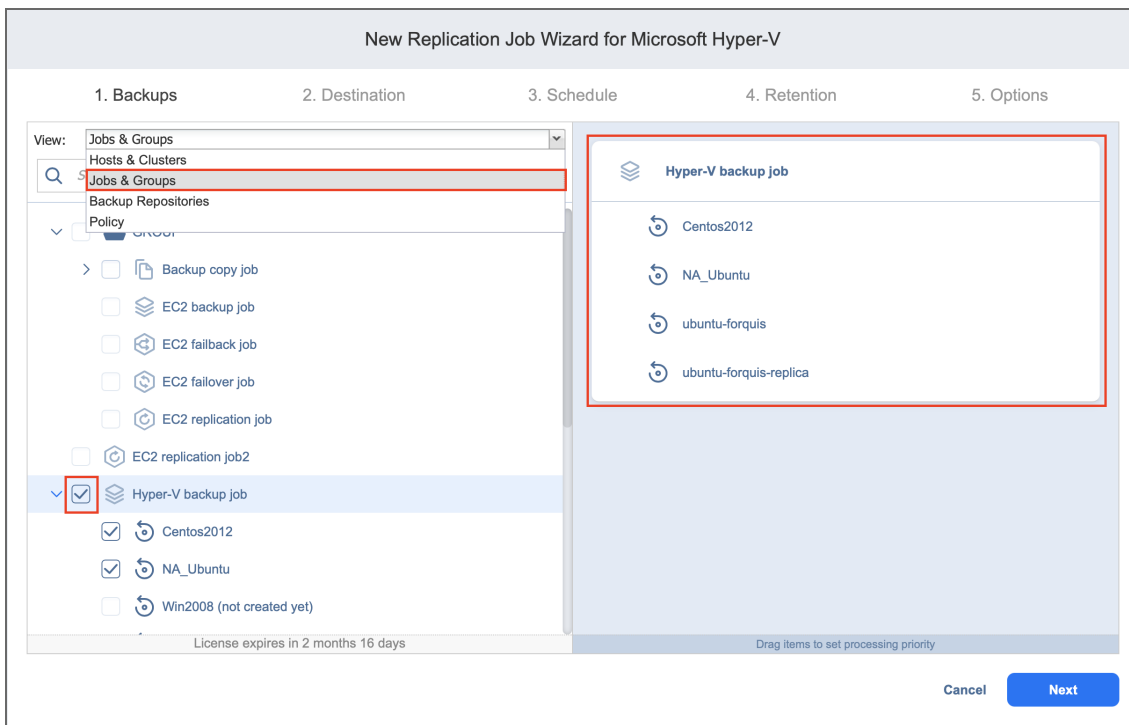 New Replication Job Wizard for Microsoft Hyper-V
1. Backups 2. Destination 3. Schedule 4. Retention 5. Options
View: Jobs & Groups
Hosts & Clusters
Jobs & Groups
Backup Repositories
Policy
Backup copy job
EC2 backup job
EC2 failback job
EC2 failover job
EC2 replication job
EC2 replication job2
Hyper-V backup job
Centos2012
NA_Ubuntu
Win2008 (not created yet)
License expires in 2 months 16 days
Hyper-V backup job
Centos2012
NA_Ubuntu
ubuntu-forquis
ubuntu-forquis-replica
Drag items to set processing priority
Cancel Next